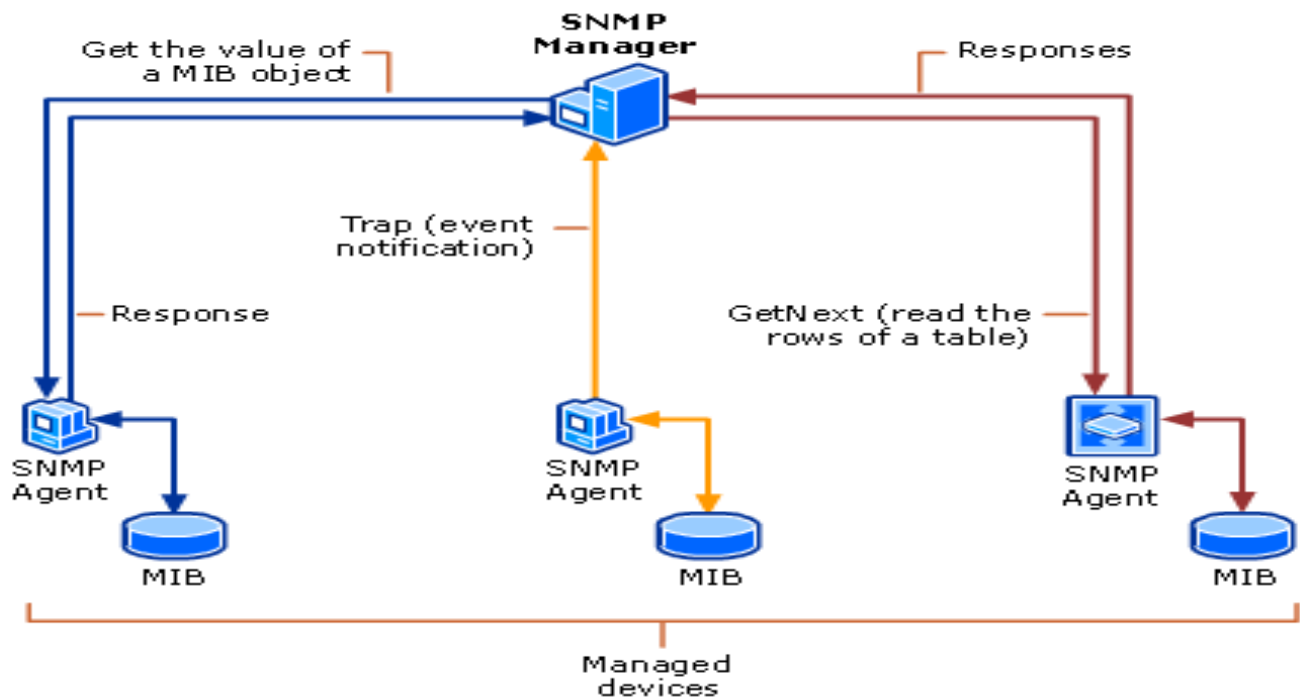 SNMP
Manager
Get the value of
a MIB object
Responses
Trap (event
notification)
Response
GetNext (read the
rows of a table)
SNMP
Agent
SNMP
Agent
SNMP
Agent
MIB
MIB
MIB
Managed
devices